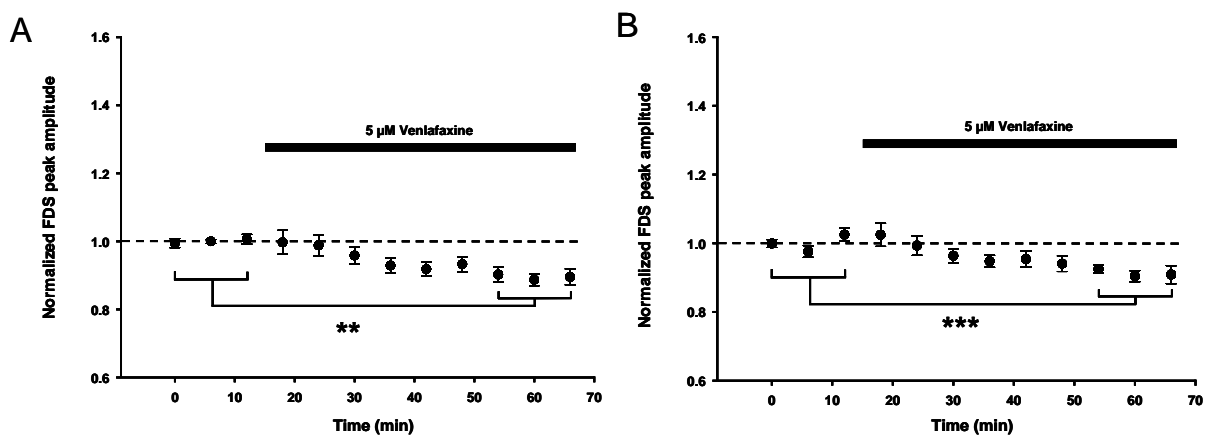 A
Normalized FDS peak amplitude
1.6
1.4
1.2
1.0
0.8
0.6
5 µM Venlafaxine
**
0 10 20 30 40 50 60 70
Time (min)
B
Normalized FDS peak amplitude
1.6
1.4
1.2
1.0
0.8
0.6
5 µM Venlafaxine
***
0 10 20 30 40 50 60 70
Time (min)